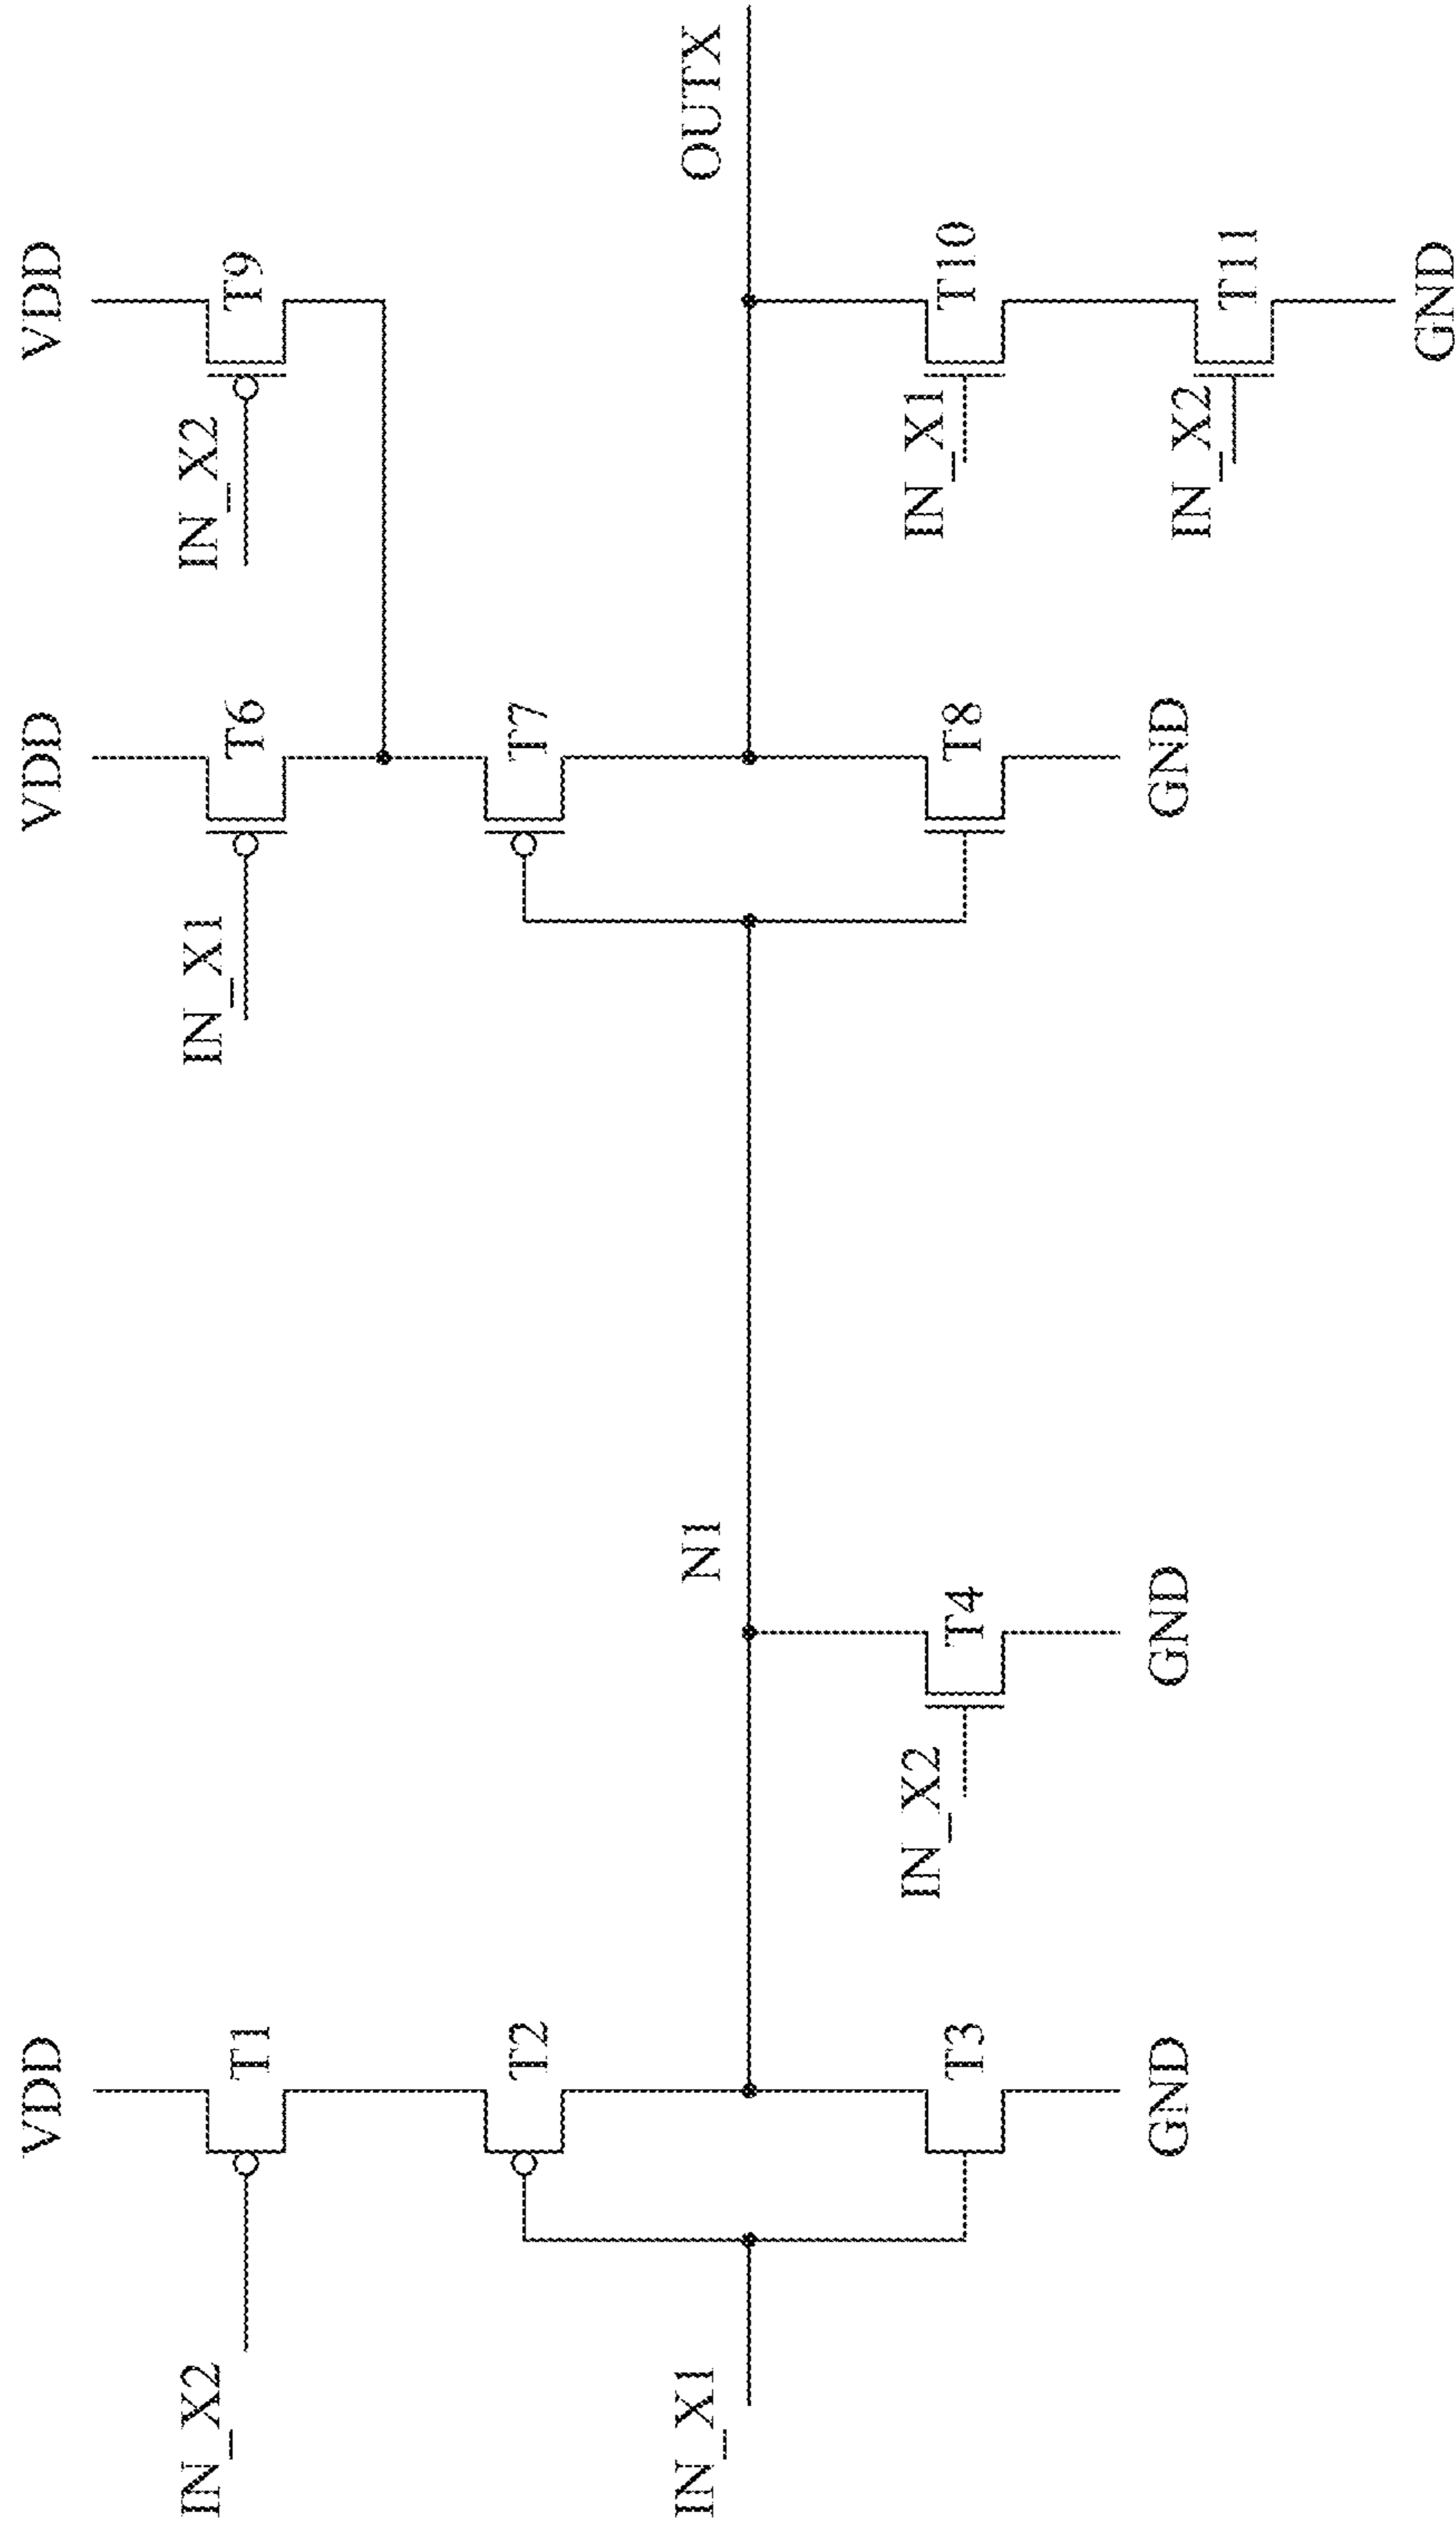 VDD
VDD
VDD
IN_X2
T1
IN_X1
T6
IN_X2
T9
T2
T7
IN_X1
N1
OUTX
T3
IN_X2
T4
T8
IN_X1
T10
GND
GND
GND
IN_X2
T11
GND